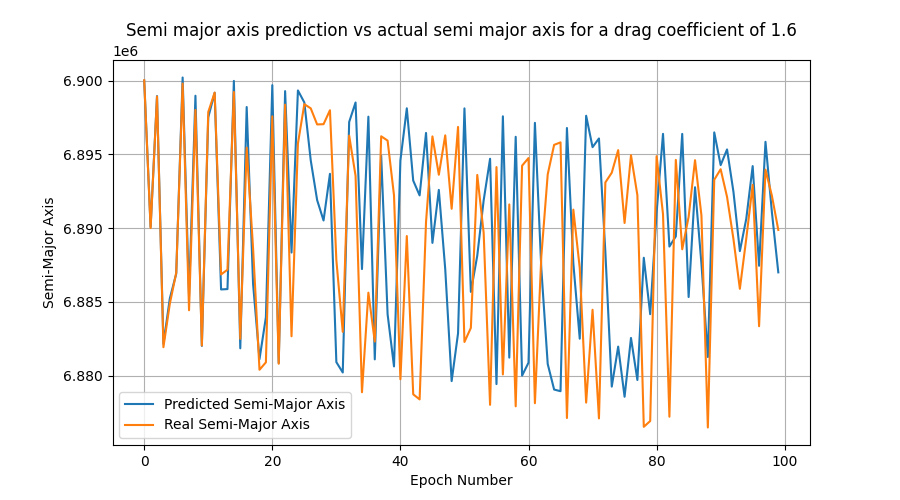 Semi major axis prediction vs actual semi major axis for a drag coefficient of 1.6
1e6
6.900
6.895
6.890
6.885
6.880
Semi-Major Axis
Predicted Semi-Major Axis
Real Semi-Major Axis
0 20 40 60 80 100
Epoch Number